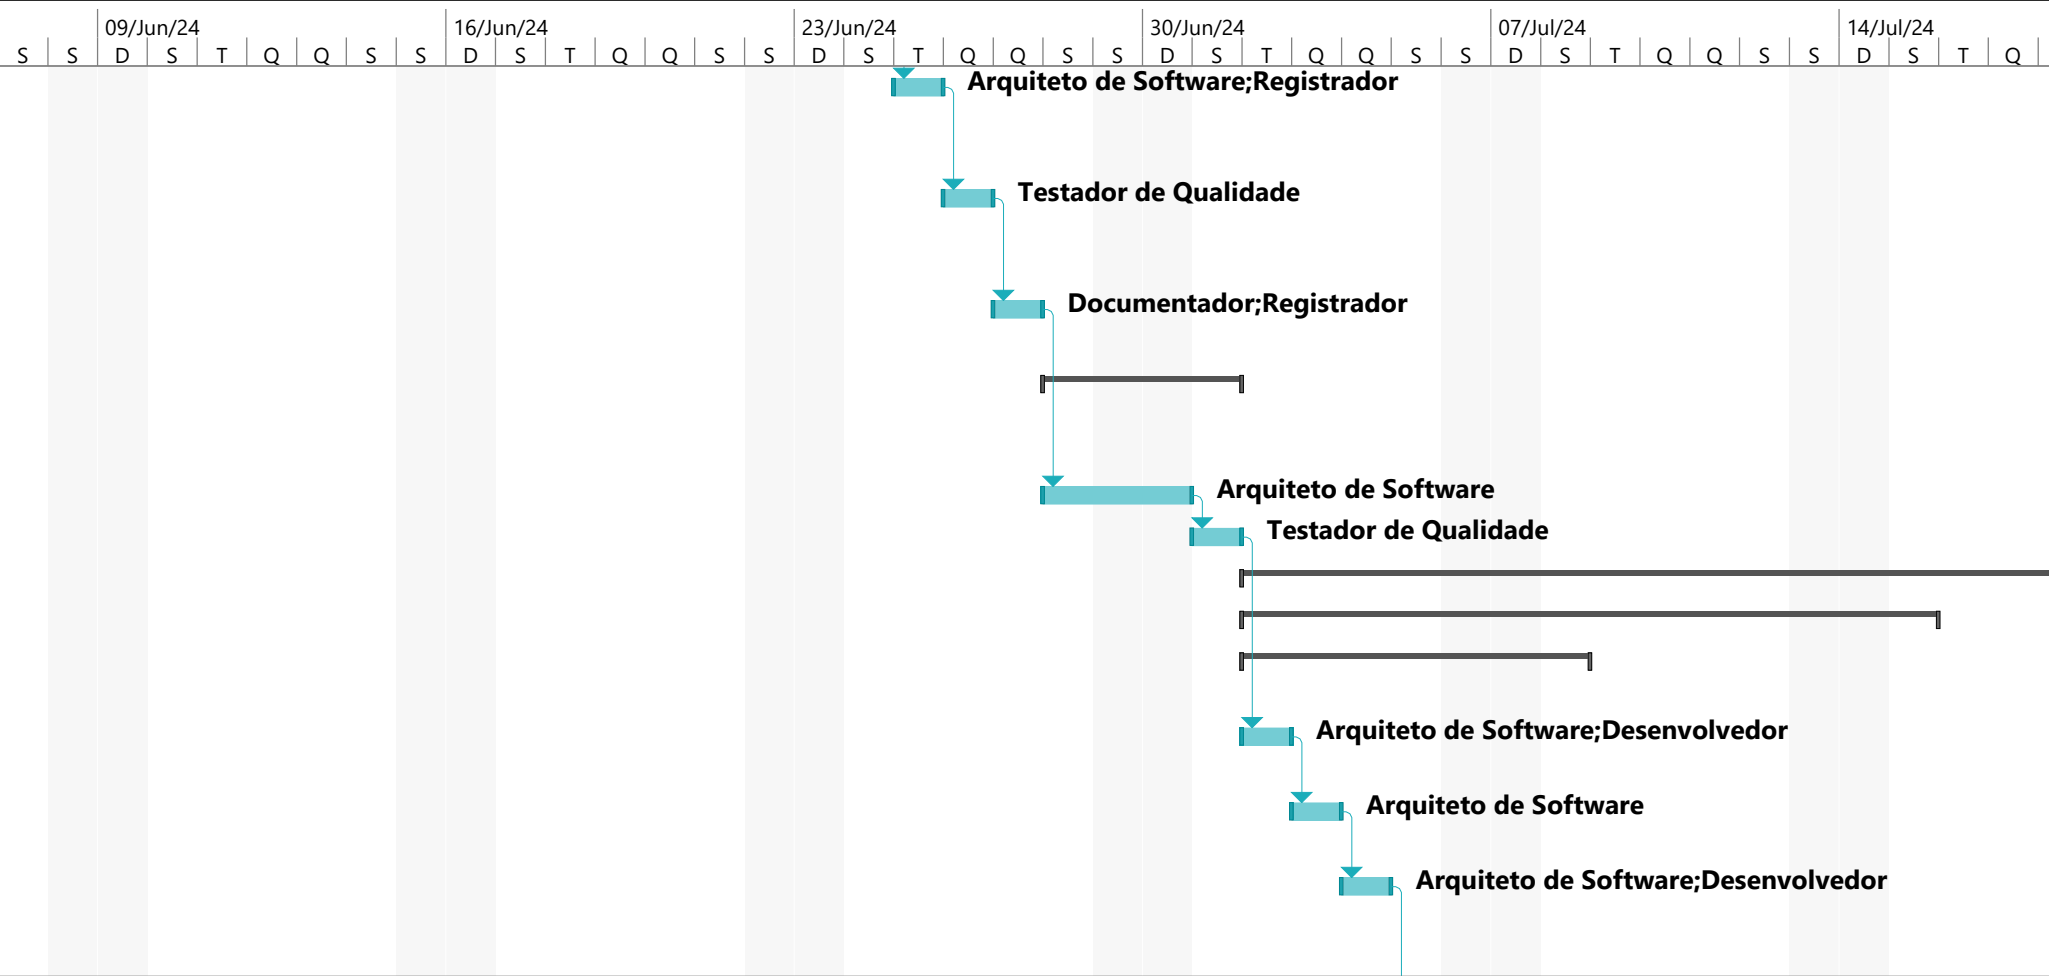 09/Jun/24 16/Jun/24 23/Jun/24 30/Jun/24 07/Jul/24 14/Jul/24
S S D S T Q Q S S D S T Q Q S S D S T Q Q S S D S T Q Q S S D S T Q Q S S D S T Q
Arquiteto de Software;Registrador
Testador de Qualidade
Documentador;Registrador
Arquiteto de Software
Testador de Qualidade
Arquiteto de Software;Desenvolvedor
Arquiteto de Software
Arquiteto de Software;Desenvolvedor